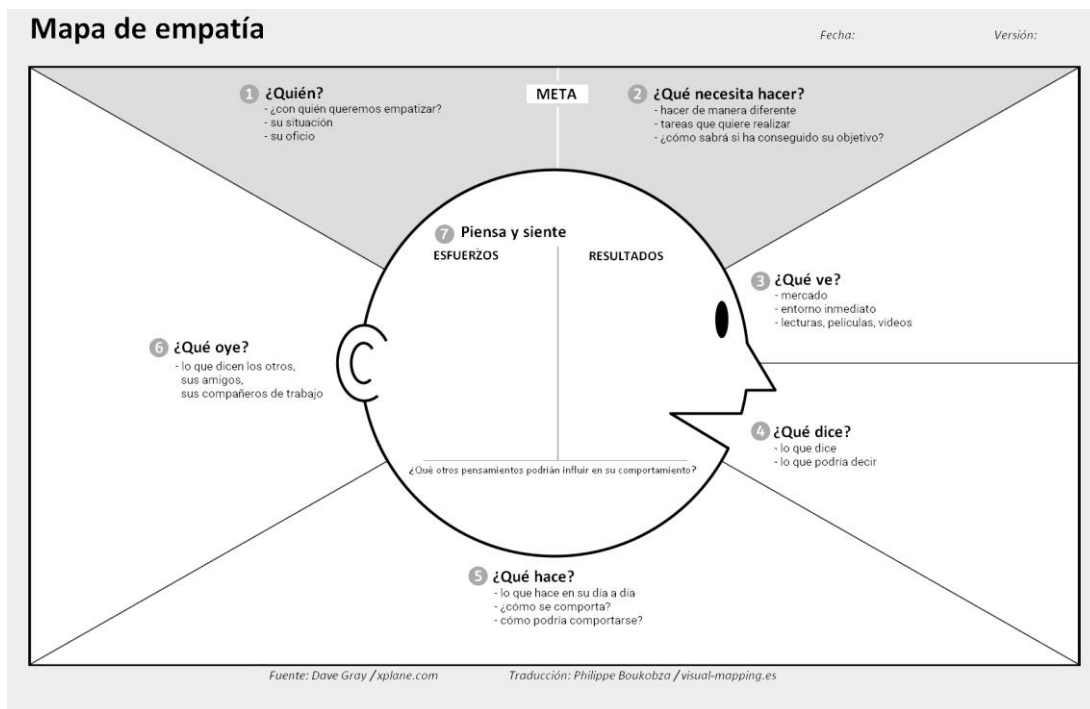 Mapa de empatía
Fecha:
Versión:
1 ¿Quién?
- ¿con quién queremos empatizar?
- su situación
- su oficio
META
2 ¿Qué necesita hacer?
- hacer de manera diferente
- tareas que quiere realizar
- ¿cómo sabrá si ha conseguido su objetivo?
7 Piensa y siente
ESFUERZOS
RESULTADOS
3 ¿Qué ve?
- mercado
- entorno inmediato
- lecturas, películas, vídeos
6 ¿Qué oye?
- lo que dicen los otros,
sus amigos,
sus compañeros de trabajo
4 ¿Qué dice?
- lo que dice
- lo que podría decir
¿Qué otros pensamientos podrián influir en su comportamiento?
5 ¿Qué hace?
- lo que hace en su día a día
- ¿cómo se comporta?
- cómo podría comportarse?
Fuente: Dave Gray / xplane.com
Traducción: Philippe Boukobza / visual-mapping.es